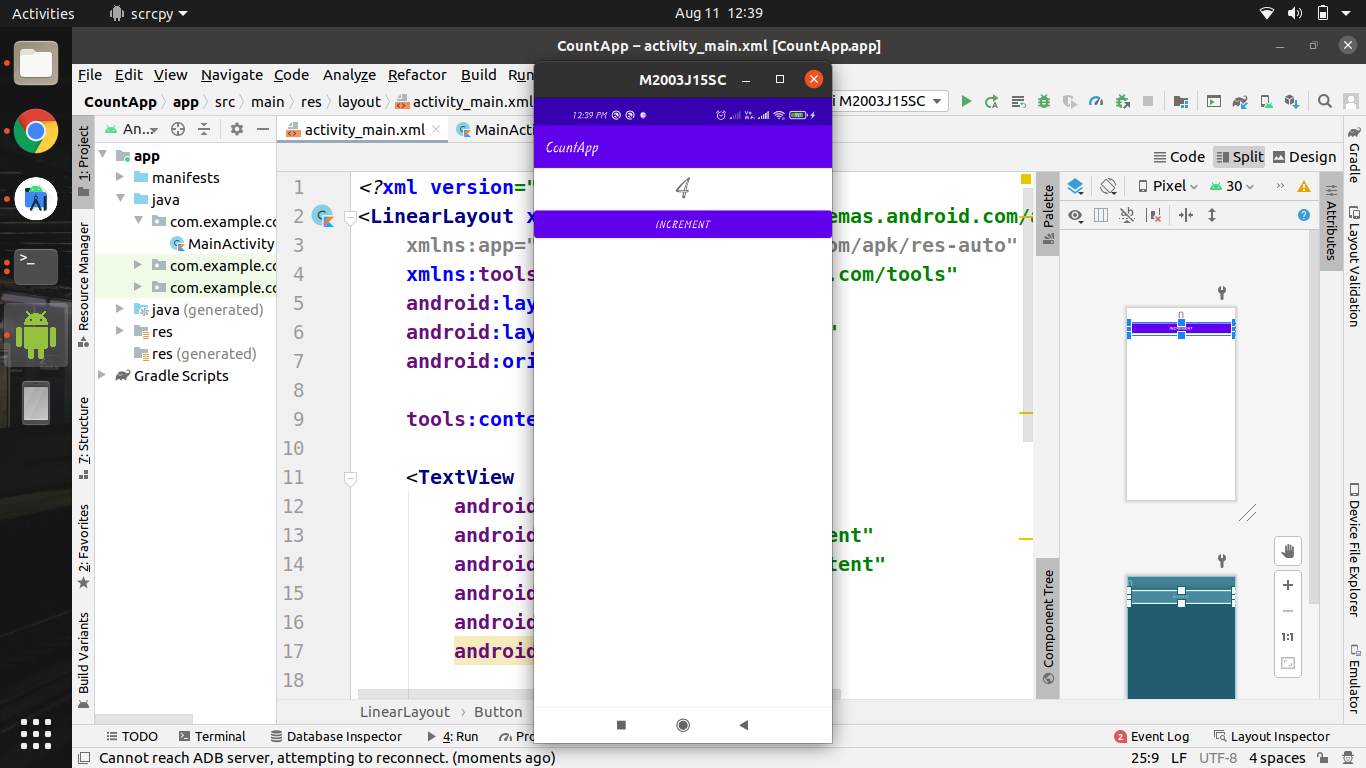 Activities scrcpy Aug 11 12:39
CountApp – activity_main.xml [CountApp.app]
File Edit View Navigate Code Analyze Refactor Build Ru
M2003J15SC
CountApp app src main res layout activity_main.xml
M2003J15SC
12:39 PM
CountApp
4
INCREMENT
An...
activity_main.xml
MainActi
Code Split Design
Pixel 30
1: Project
Resource Manager
7: Structure
2: Favorites
Build Variants
app
manifests
java
com.example.co
MainActivity
com.example.co
com.example.co
java (generated)
res
res (generated)
Gradle Scripts
1 <?xml version="
2 <LinearLayout x emas.android.com/
3 xmlns:app=" om/apk/res-auto"
4 xmlns:tools .com/tools"
5 android:lay
6 android:lay "
7 android:ori
8
9 tools:conte
10
11 <TextView
12 android
13 android ent"
14 android tent"
15 android
16 android
17 android
18
LinearLayout Button
Palette
Component Tree
0
INCREMENT
1:1
Attributes
Gradle
Layout Validation
Device File Explorer
Emulator
TODO Terminal Database Inspector 4: Run Pro
2 Event Log Layout Inspector
Cannot reach ADB server, attempting to reconnect. (moments ago)
25:9 LF UTF-8 4 spaces